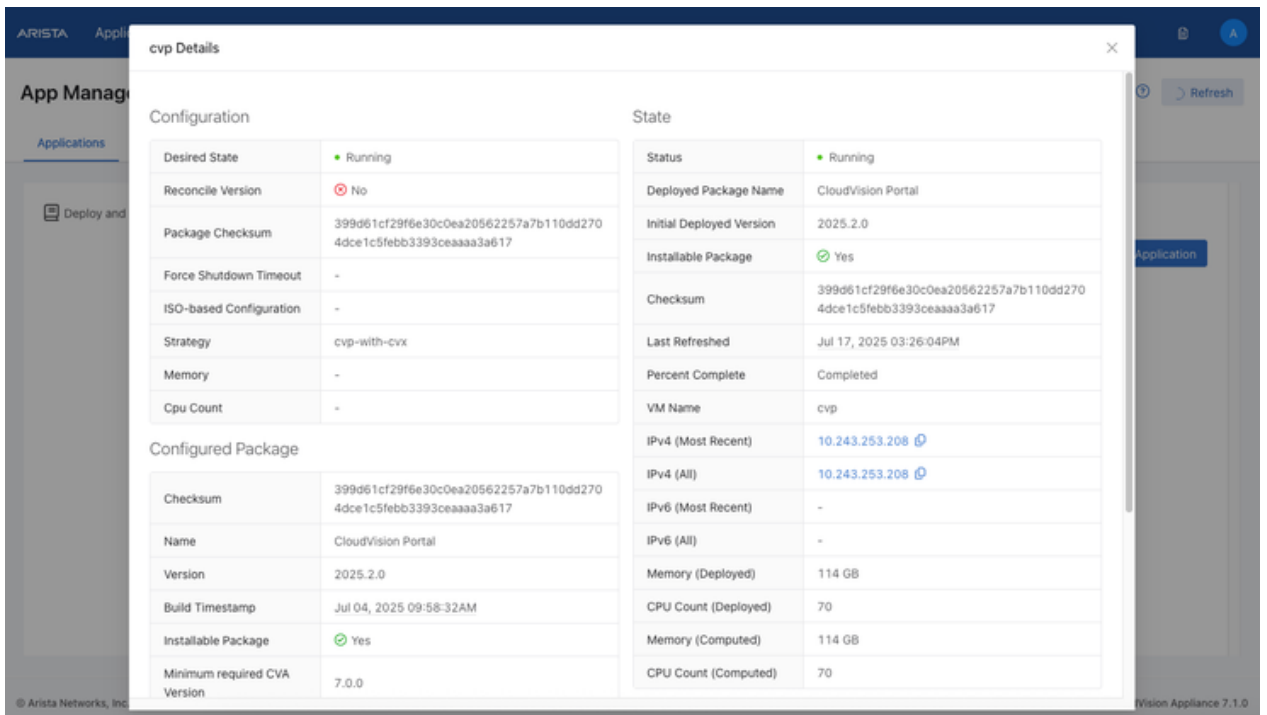 ARISTA
Appli
A
cvp Details
App Manag
Refresh
Applications
Deploy and
Application
Configuration
Desired State
Running
Reconcile Version
No
Package Checksum
399d61cf29f6e30c0ea20562257a7b110dd270
4dce1c5febb3393ceaaaa3a617
Force Shutdown Timeout
-
ISO-based Configuration
-
Strategy
cvp-with-cvx
Memory
-
Cpu Count
-
Configured Package
Checksum
399d61cf29f6e30c0ea20562257a7b110dd270
4dce1c5febb3393ceaaaa3a617
Name
CloudVision Portal
Version
2025.2.0
Build Timestamp
Jul 04, 2025 09:58:32AM
Installable Package
Yes
Minimum required CVA
Version
7.0.0
State
Status
Running
Deployed Package Name
CloudVision Portal
Initial Deployed Version
2025.2.0
Installable Package
Yes
Checksum
399d61cf29f6e30c0ea20562257a7b110dd270
4dce1c5febb3393ceaaaa3a617
Last Refreshed
Jul 17, 2025 03:26:04PM
Percent Complete
Completed
VM Name
cvp
IPv4 (Most Recent)
10.243.253.208
IPv4 (All)
10.243.253.208
IPv6 (Most Recent)
-
IPv6 (All)
-
Memory (Deployed)
114 GB
CPU Count (Deployed)
70
Memory (Computed)
114 GB
CPU Count (Computed)
70
© Arista Networks, Inc.
Vision Appliance 7.1.0